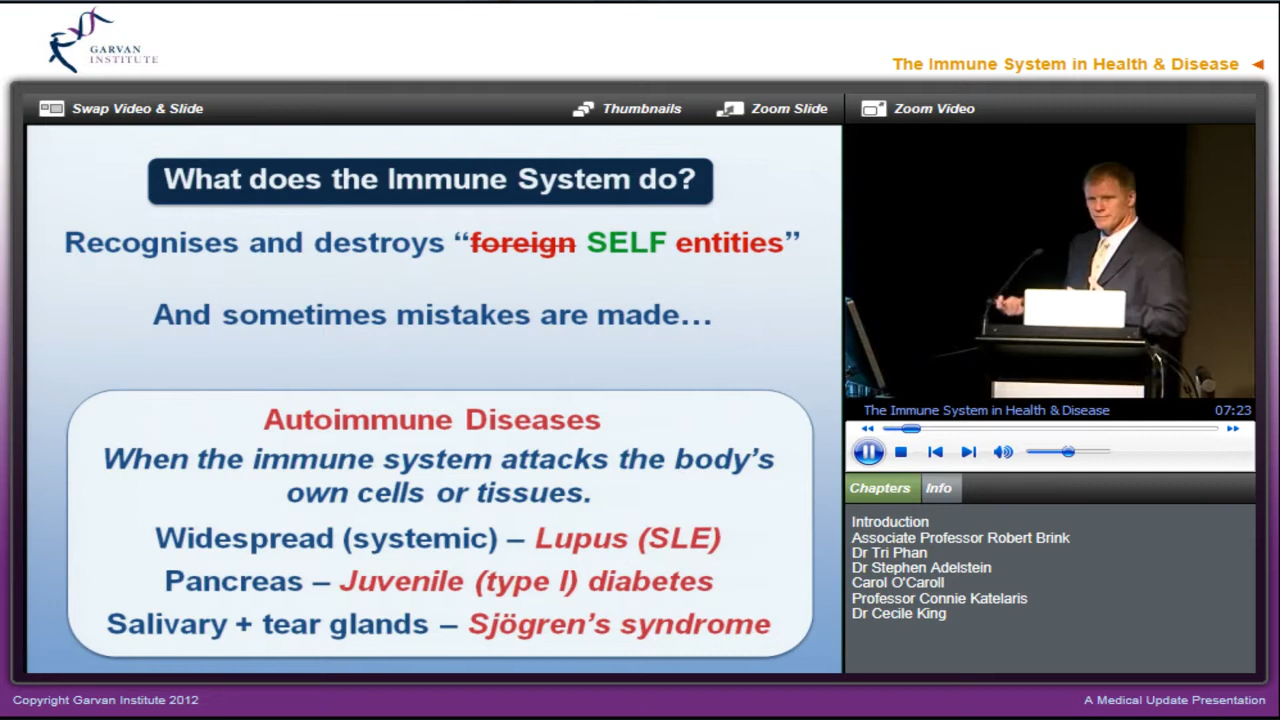 GARVAN
INSTITUTE
The Immune System in Health & Disease
Swap Video & Slide
Thumbnails
Zoom Slide
Zoom Video
What does the Immune System do?
Recognises and destroys “foreign SELF entities”
And sometimes mistakes are made…
Autoimmune Diseases
When the immune system attacks the body’s
own cells or tissues.
Widespread (systemic) – Lupus (SLE)
Pancreas – Juvenile (type I) diabetes
Salivary + tear glands – Sjögren’s syndrome
The Immune System in Health & Disease 07:23
Chapters
Info
Introduction
Associate Professor Robert Brink
Dr Tri Phan
Dr Stephen Adelstein
Carol O'Caroll
Professor Connie Katelaris
Dr Cecile King
Copyright Garvan Institute 2012
A Medical Update Presentation